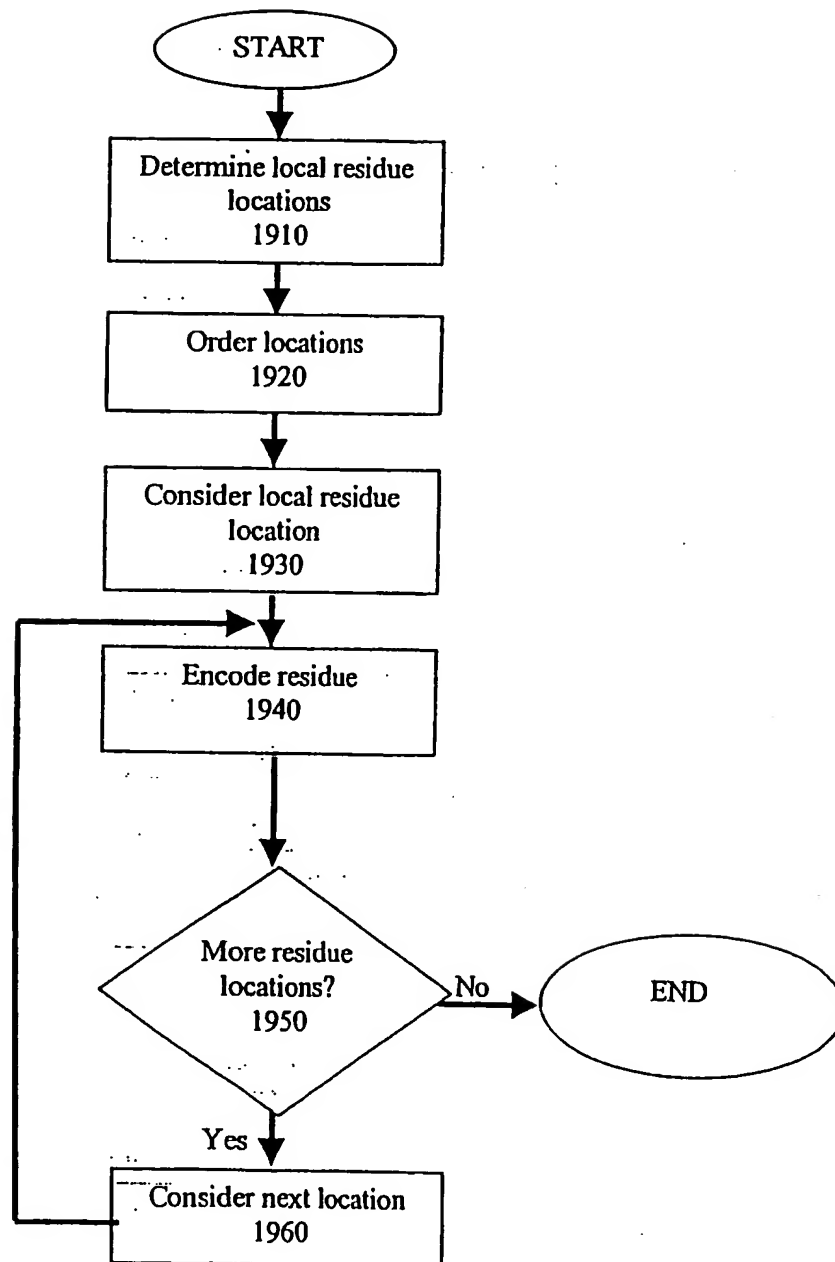 START
Determine local residue
locations
1910
Order locations
1920
Consider local residue
location
1930
Encode residue
1940
More residue
locations?
1950
No
END
Yes
Consider next location
1960